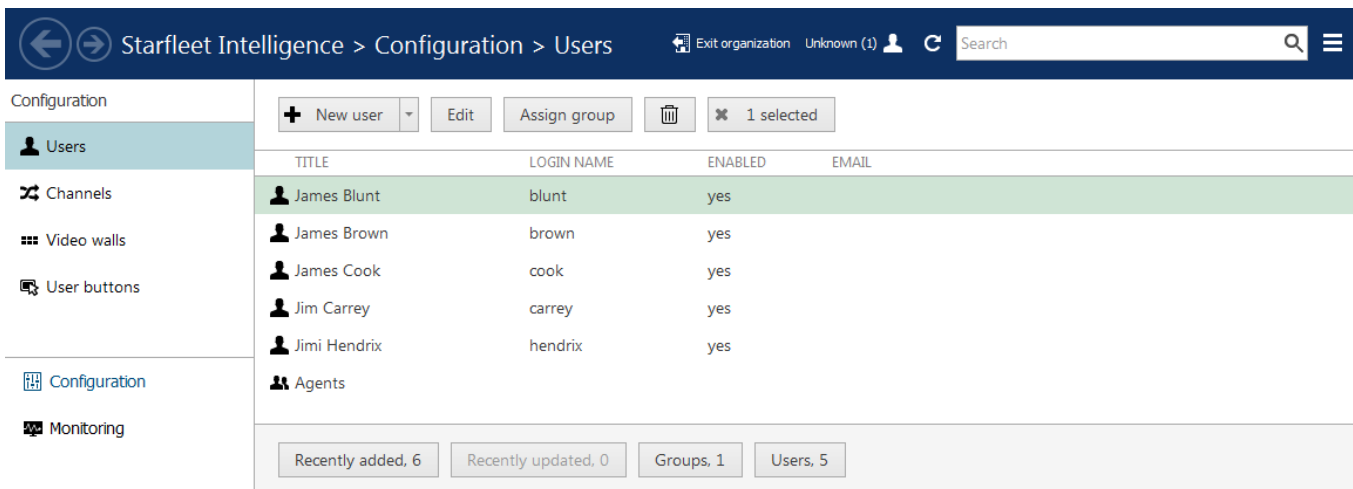 Starfleet Intelligence > Configuration > Users Exit organization Unknown (1) Search
Configuration
Users
Channels
Video walls
User buttons
Configuration
Monitoring
New user Edit Assign group 1 selected
TITLE LOGIN NAME ENABLED EMAIL
James Blunt blunt yes
James Brown brown yes
James Cook cook yes
Jim Carrey carrey yes
Jimi Hendrix hendrix yes
Agents
Recently added, 6 Recently updated, 0 Groups, 1 Users, 5